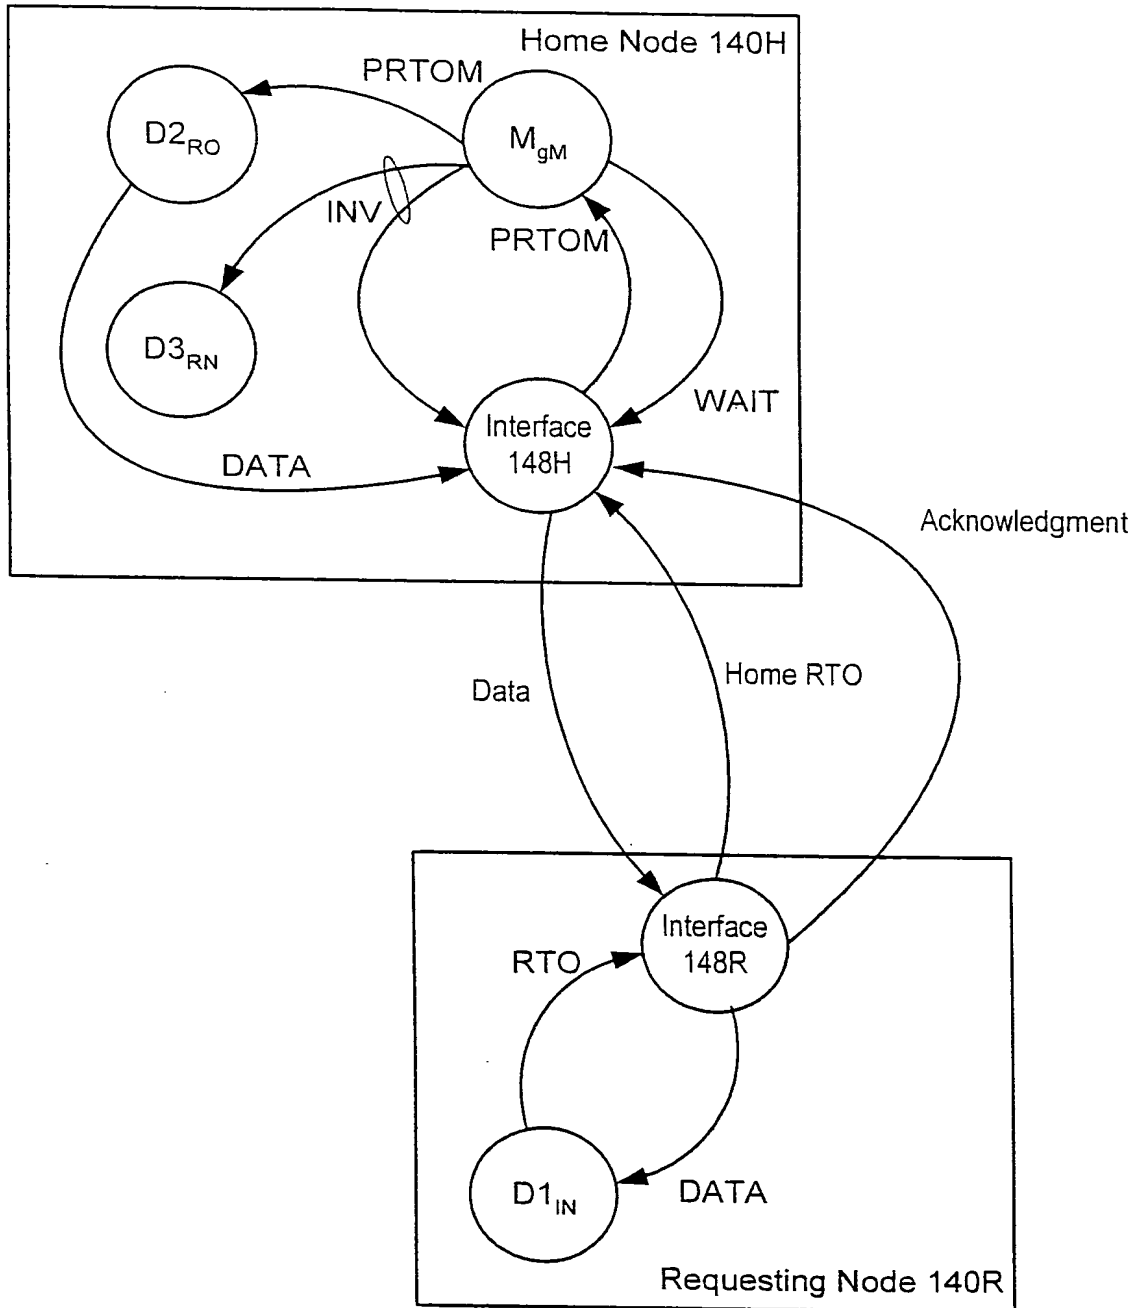 Home Node 140H
PRTOM
D2RO
MgM
INV
PRTOM
D3RN
WAIT
Interface
148H
DATA
Acknowledgment
Data
Home RTO
Interface
148R
RTO
D1IN
DATA
Requesting Node 140R